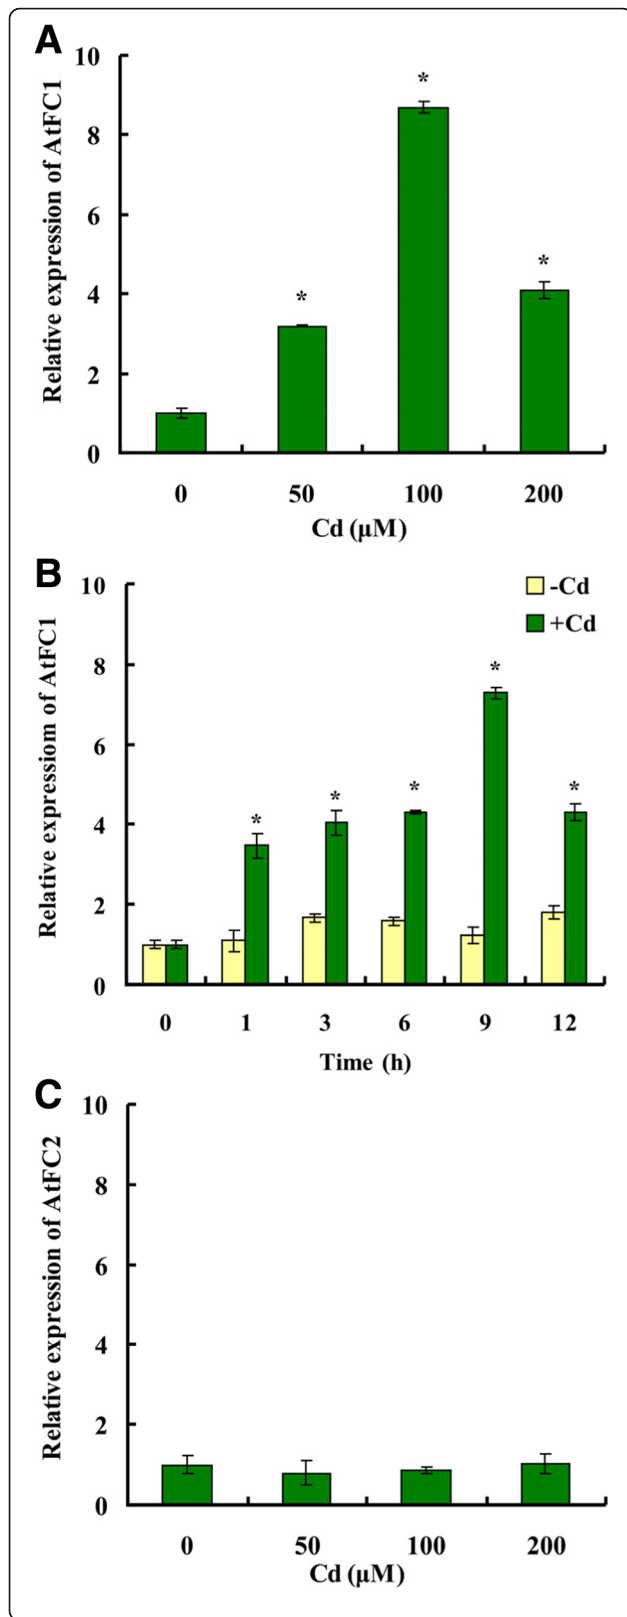 A
Relative expression of AtFC1
10
8
6
4
2
0
*
*
*
0 50 100 200
Cd (μM)
B
Relative expressiom of AtFC1
10
8
6
4
2
0
-Cd
+Cd
*
*
*
*
*
0 1 3 6 9 12
Time (h)
C
Relative expression of AtFC2
10
8
6
4
2
0
0 50 100 200
Cd (μM)